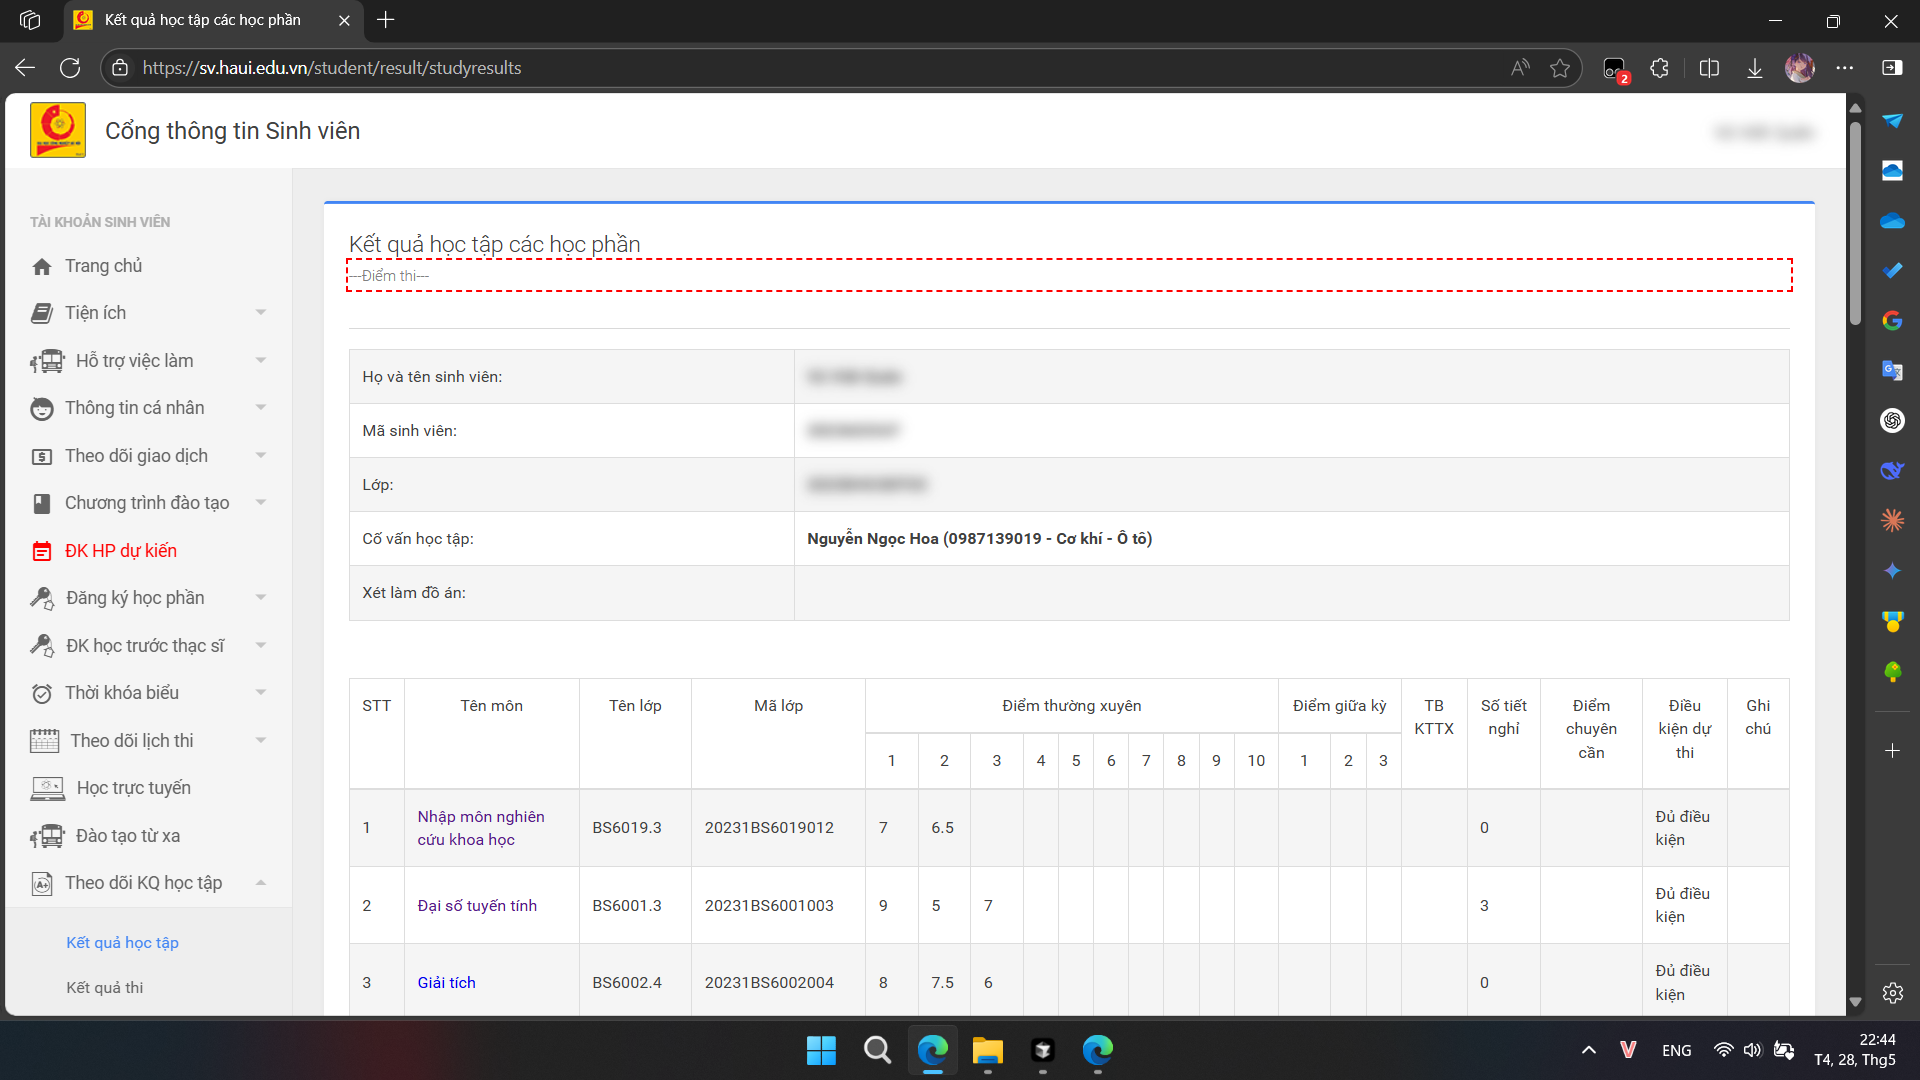 Kết quả học tập các học phần
https://sv.haui.edu.vn/student/result/studyresults
2
Cổng thông tin Sinh viên
TÀI KHOẢN SINH VIÊN
Trang chủ
Tiện ích
Hỗ trợ việc làm
Thông tin cá nhân
Theo dõi giao dịch
Chương trình đào tạo
ĐK HP dự kiến
Đăng ký học phần
ĐK học trước thạc sĩ
Thời khóa biểu
Theo dõi lịch thi
Học trực tuyến
Đào tạo từ xa
Theo dõi KQ học tập
Kết quả học tập
Kết quả thi
Kết quả học tập các học phần
---Điểm thi---
Họ và tên sinh viên:
Mã sinh viên:
Lớp:
Cố vấn học tập: Nguyễn Ngọc Hoa (0987139019 - Cơ khí - Ô tô)
Xét làm đồ án:
STT Tên môn Tên lớp Mã lớp Điểm thường xuyên Điểm giữa kỳ TB Số tiết Điểm Điều Ghi
KTTX nghỉ chuyên kiện dự chú
cần thi
1 2 3 4 5 6 7 8 9 10 1 2 3
1 Nhập môn nghiên BS6019.3 20231BS6019012 7 6.5 0 Đủ điều
cứu khoa học kiện
2 Đại số tuyến tính BS6001.3 20231BS6001003 9 5 7 3 Đủ điều
kiện
3 Giải tích BS6002.4 20231BS6002004 8 7.5 6 0 Đủ điều
kiện
ENG
22:44
T4, 28, Thg5